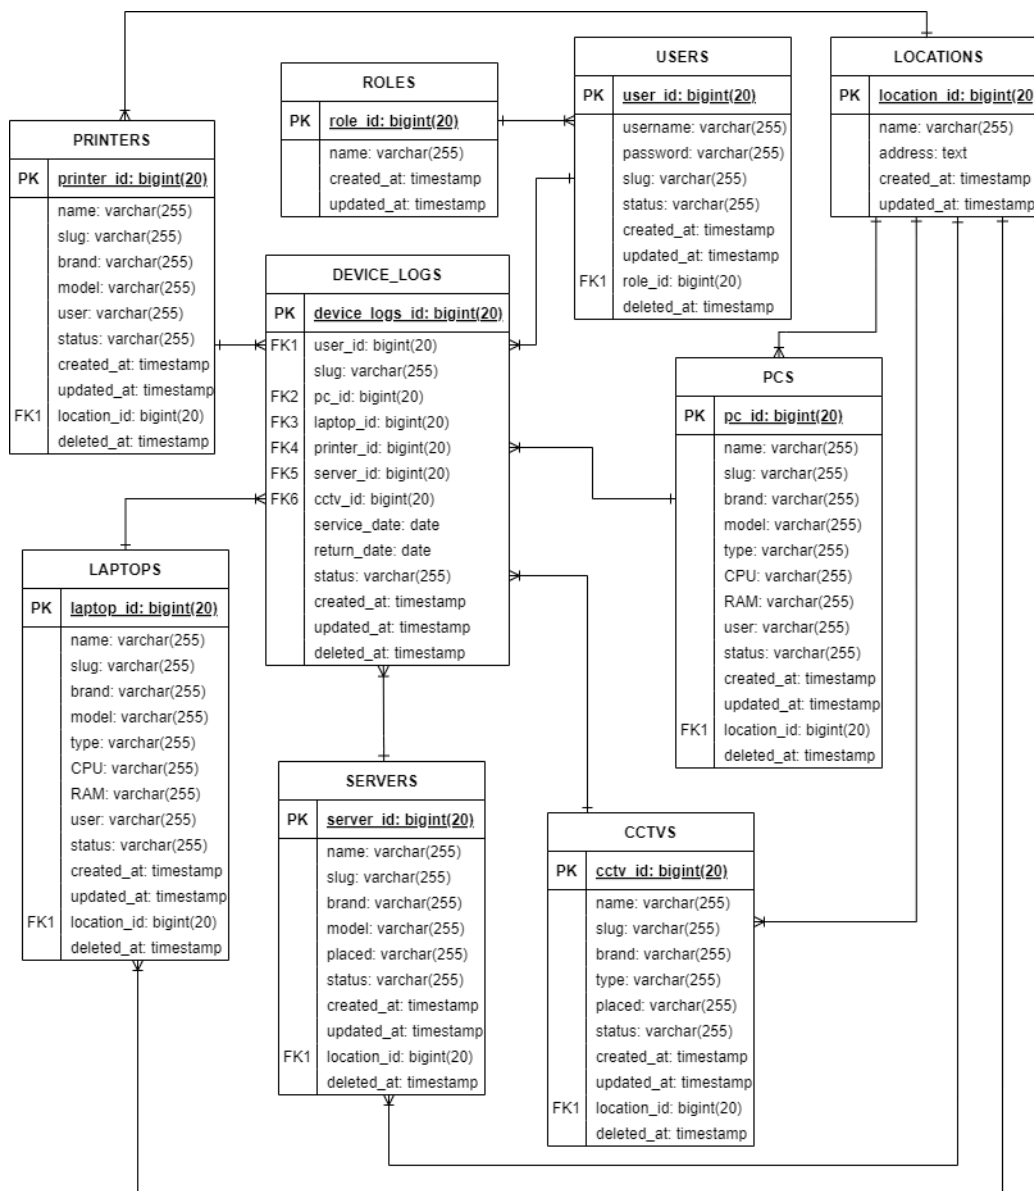 ROLES
PK role_id: bigint(20)
name: varchar(255)
created_at: timestamp
updated_at: timestamp
USERS
PK user_id: bigint(20)
username: varchar(255)
password: varchar(255)
slug: varchar(255)
status: varchar(255)
created_at: timestamp
updated_at: timestamp
FK1 role_id: bigint(20)
deleted_at: timestamp
LOCATIONS
PK location_id: bigint(20)
name: varchar(255)
address: text
created_at: timestamp
updated_at: timestamp
PRINTERS
PK printer_id: bigint(20)
name: varchar(255)
slug: varchar(255)
brand: varchar(255)
model: varchar(255)
user: varchar(255)
status: varchar(255)
created_at: timestamp
updated_at: timestamp
FK1 location_id: bigint(20)
deleted_at: timestamp
DEVICE_LOGS
PK device_logs_id: bigint(20)
FK1 user_id: bigint(20)
slug: varchar(255)
FK2 pc_id: bigint(20)
FK3 laptop_id: bigint(20)
FK4 printer_id: bigint(20)
FK5 server_id: bigint(20)
FK6 cctv_id: bigint(20)
service_date: date
return_date: date
status: varchar(255)
created_at: timestamp
updated_at: timestamp
deleted_at: timestamp
PCS
PK pc_id: bigint(20)
name: varchar(255)
slug: varchar(255)
brand: varchar(255)
model: varchar(255)
type: varchar(255)
CPU: varchar(255)
RAM: varchar(255)
user: varchar(255)
status: varchar(255)
created_at: timestamp
updated_at: timestamp
FK1 location_id: bigint(20)
deleted_at: timestamp
LAPTOPS
PK laptop_id: bigint(20)
name: varchar(255)
slug: varchar(255)
brand: varchar(255)
model: varchar(255)
type: varchar(255)
CPU: varchar(255)
RAM: varchar(255)
user: varchar(255)
status: varchar(255)
created_at: timestamp
updated_at: timestamp
FK1 location_id: bigint(20)
deleted_at: timestamp
SERVERS
PK server_id: bigint(20)
name: varchar(255)
slug: varchar(255)
brand: varchar(255)
model: varchar(255)
placed: varchar(255)
status: varchar(255)
created_at: timestamp
updated_at: timestamp
FK1 location_id: bigint(20)
deleted_at: timestamp
CCTVS
PK cctv_id: bigint(20)
name: varchar(255)
slug: varchar(255)
brand: varchar(255)
type: varchar(255)
placed: varchar(255)
status: varchar(255)
created_at: timestamp
updated_at: timestamp
FK1 location_id: bigint(20)
deleted_at: timestamp